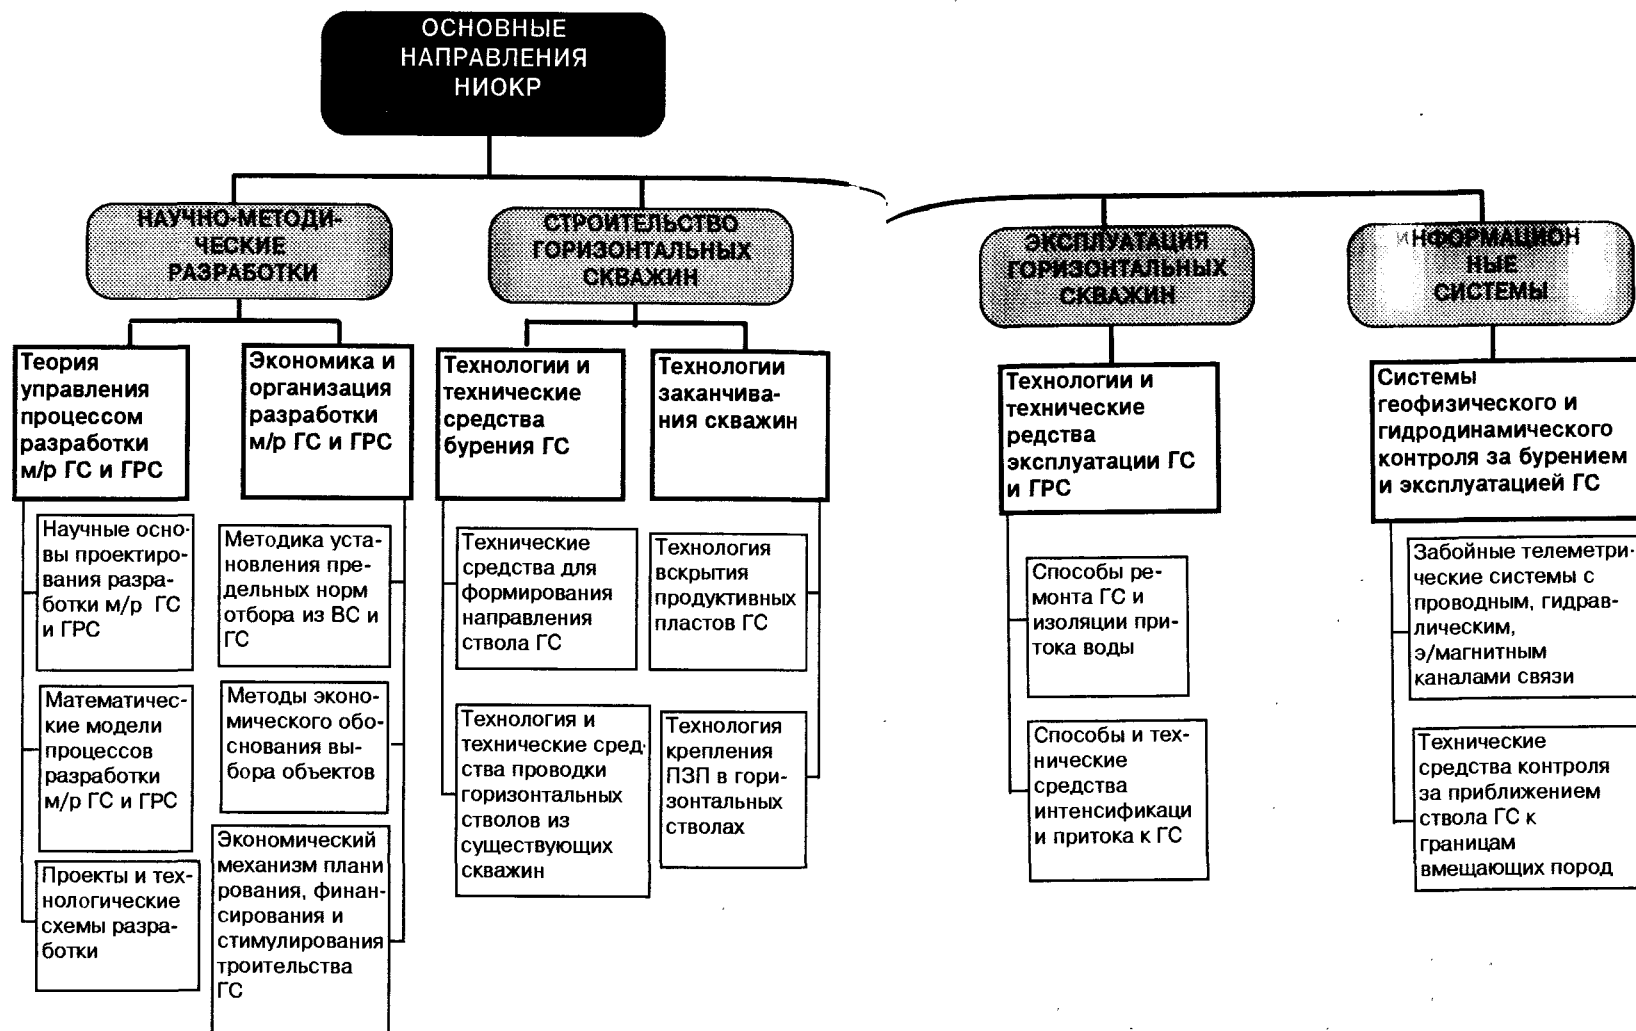 ОСНОВНЫЕ
НАПРАВЛЕНИЯ
НИОКР
НАУЧНО-МЕТОДИ-
ЧЕСКИЕ
РАЗРАБОТКИ
СТРОИТЕЛЬСТВО
ГОРИЗОНТАЛЬНЫХ
СКВАЖИН
ЭКСПЛУАТАЦИЯ
ГОРИЗОНТАЛЬНЫХ
СКВАЖИН
ИНФОРМАЦИОН
НЫЕ
СИСТЕМЫ
Теория
управления
процессом
разработки
м/р ГС и ГРС
Экономика и
организация
разработки
м/р ГС и ГРС
Технологии и
технические
средства
бурения ГС
Технологии
заканчива-
ния скважин
Технологии и
технические
редства
эксплуатации ГС
и ГРС
Системы
геофизического и
гидродинамического
контроля за бурением
и эксплуатацией ГС
Научные осно-
вы проектиро-
вания разра-
ботки м/р ГС
и ГРС
Математичес-
кие модели
процессов
разработки
м/р ГС и ГРС
Проекты и тех-
нологические
схемы разра-
ботки
Методика уста-
новления пре-
дельных норм
отбора из ВС и
ГС
Методы эконо-
мического обо-
снования вы-
бора объектов
Экономический
механизм плани
рования, финан-
сирования и
стимулирования
троительства
ГС
Технические
средства для
формирования
направления
ствола ГС
Технология и
технические сред-
ства проводки
горизонтальных
стволов из
существующих
скважин
Технология
вскрытия
продуктивных
пластов ГС
Технология
крепления
ПЗП в гори-
зонтальных
стволах
Способы ре-
монта ГС и
изоляции при-
тока воды
Способы и тех-
нические
средства
интенсификаци
и притока к ГС
Забойные телеметри-
ческие системы с
проводным, гидрав-
лическим,
э/магнитным
каналами связи
Технические
средства контроля
за приближением
ствола ГС к
границам
вмещающих пород